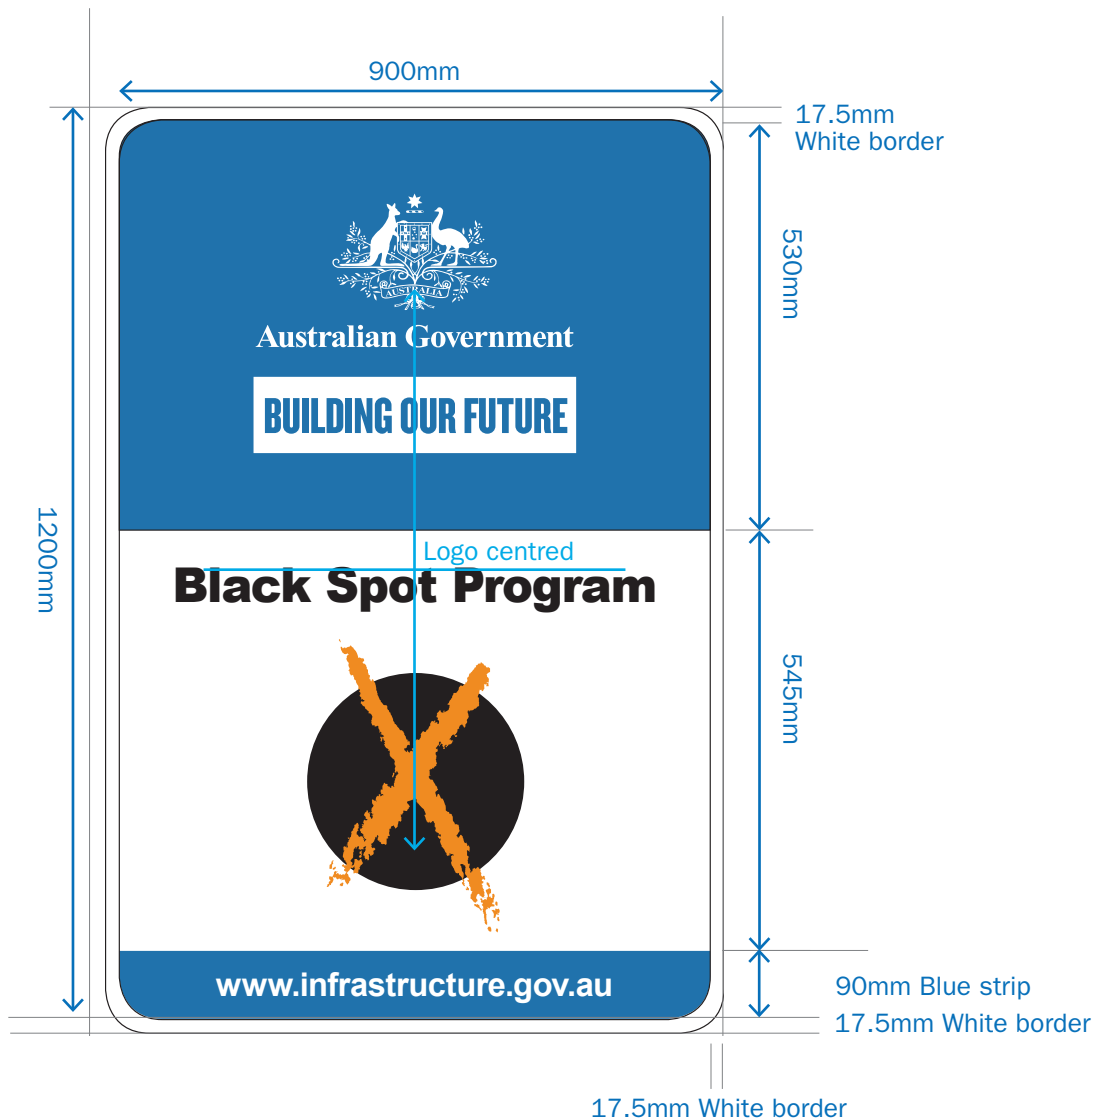 900mm
17.5mm
White border
530mm
AUSTRALIA
Australian Government
BUILDING OUR FUTURE
1200mm
Logo centred
Black Spot Program
545mm
www.infrastructure.gov.au
90mm Blue strip
17.5mm White border
17.5mm White border